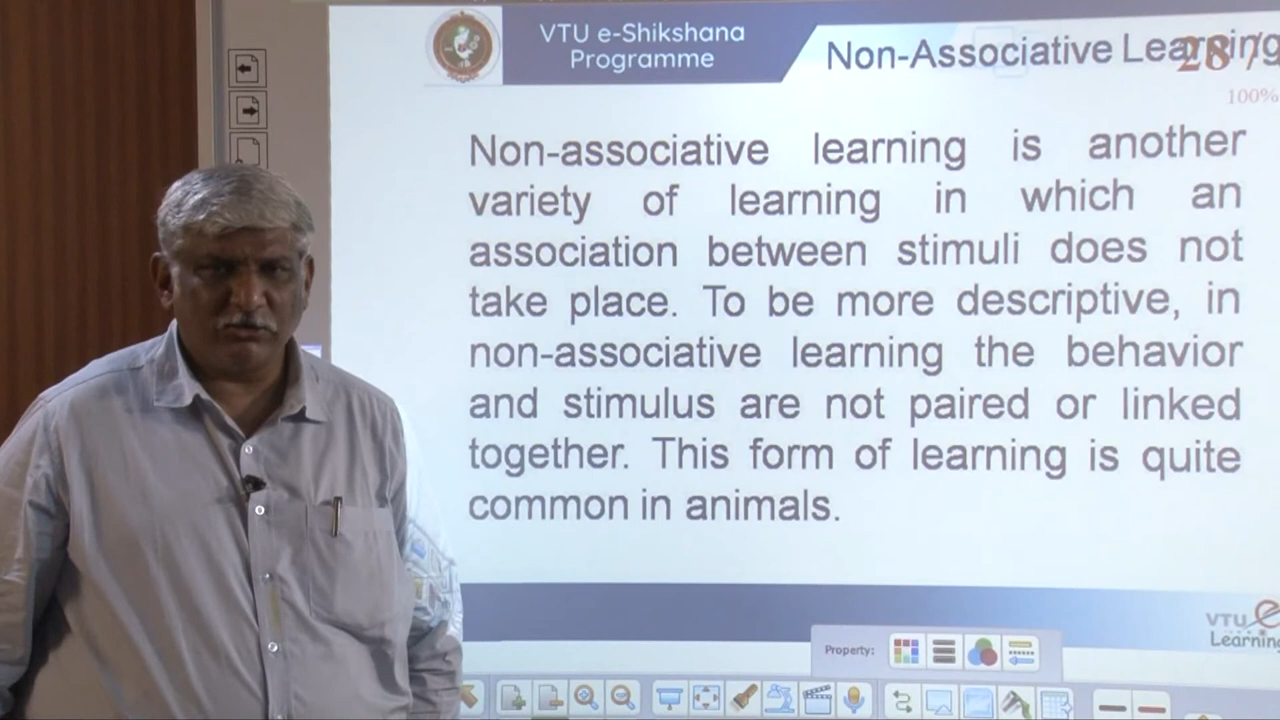 VTU e-Shikshana
Programme
Non-Associative Learning
28 /
100%
Non-associative learning is another
variety of learning in which an
association between stimuli does not
take place. To be more descriptive, in
non-associative learning the behavior
and stimulus are not paired or linked
together. This form of learning is quite
common in animals.
VTU e
Learning
Property: